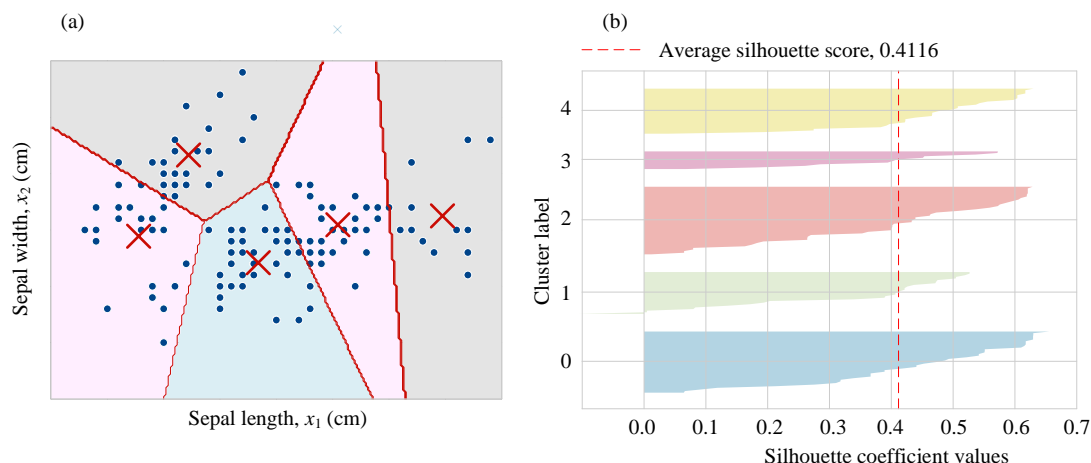 (a)
Sepal width, x₂ (cm)
Sepal length, x₁ (cm)
(b)
Average silhouette score, 0.4116
Cluster label
4
3
2
1
0
0.0 0.1 0.2 0.3 0.4 0.5 0.6 0.7
Silhouette coefficient values